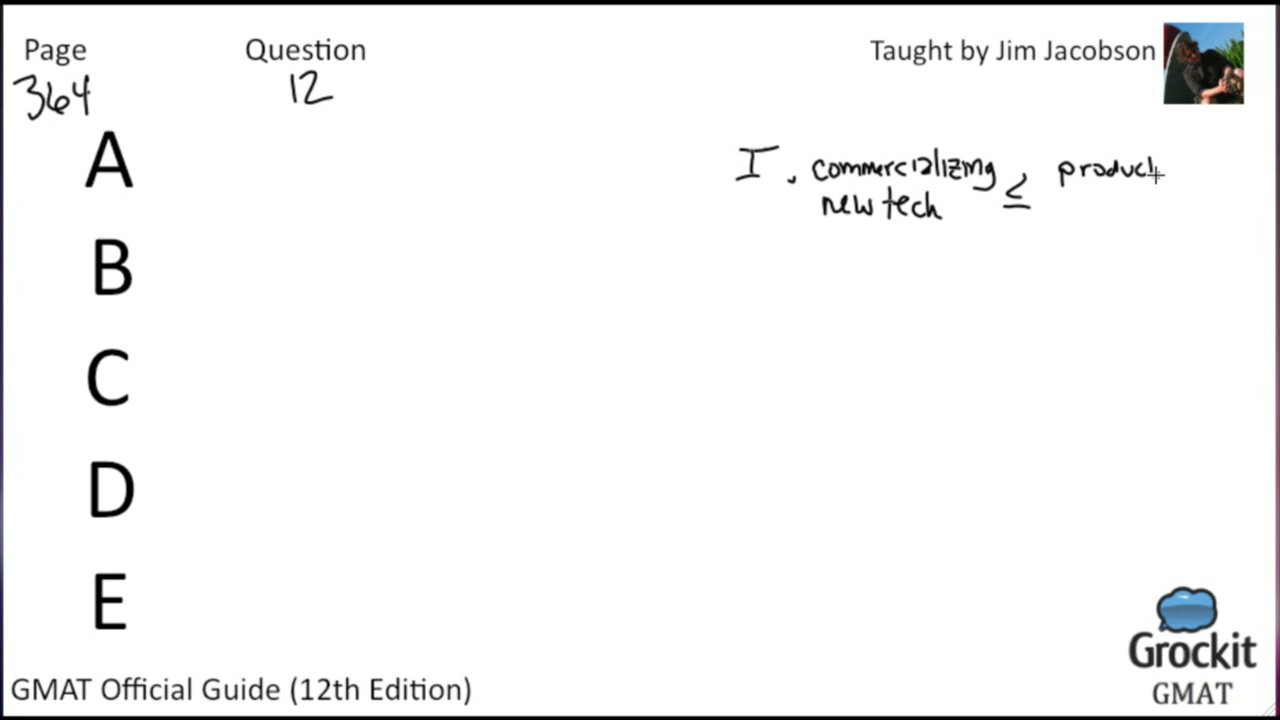 Page Question Taught by Jim Jacobson
364 12
A
I. commercializing ≤ product
new tech
B
C
D
E
Grockit
GMAT
GMAT Official Guide (12th Edition)